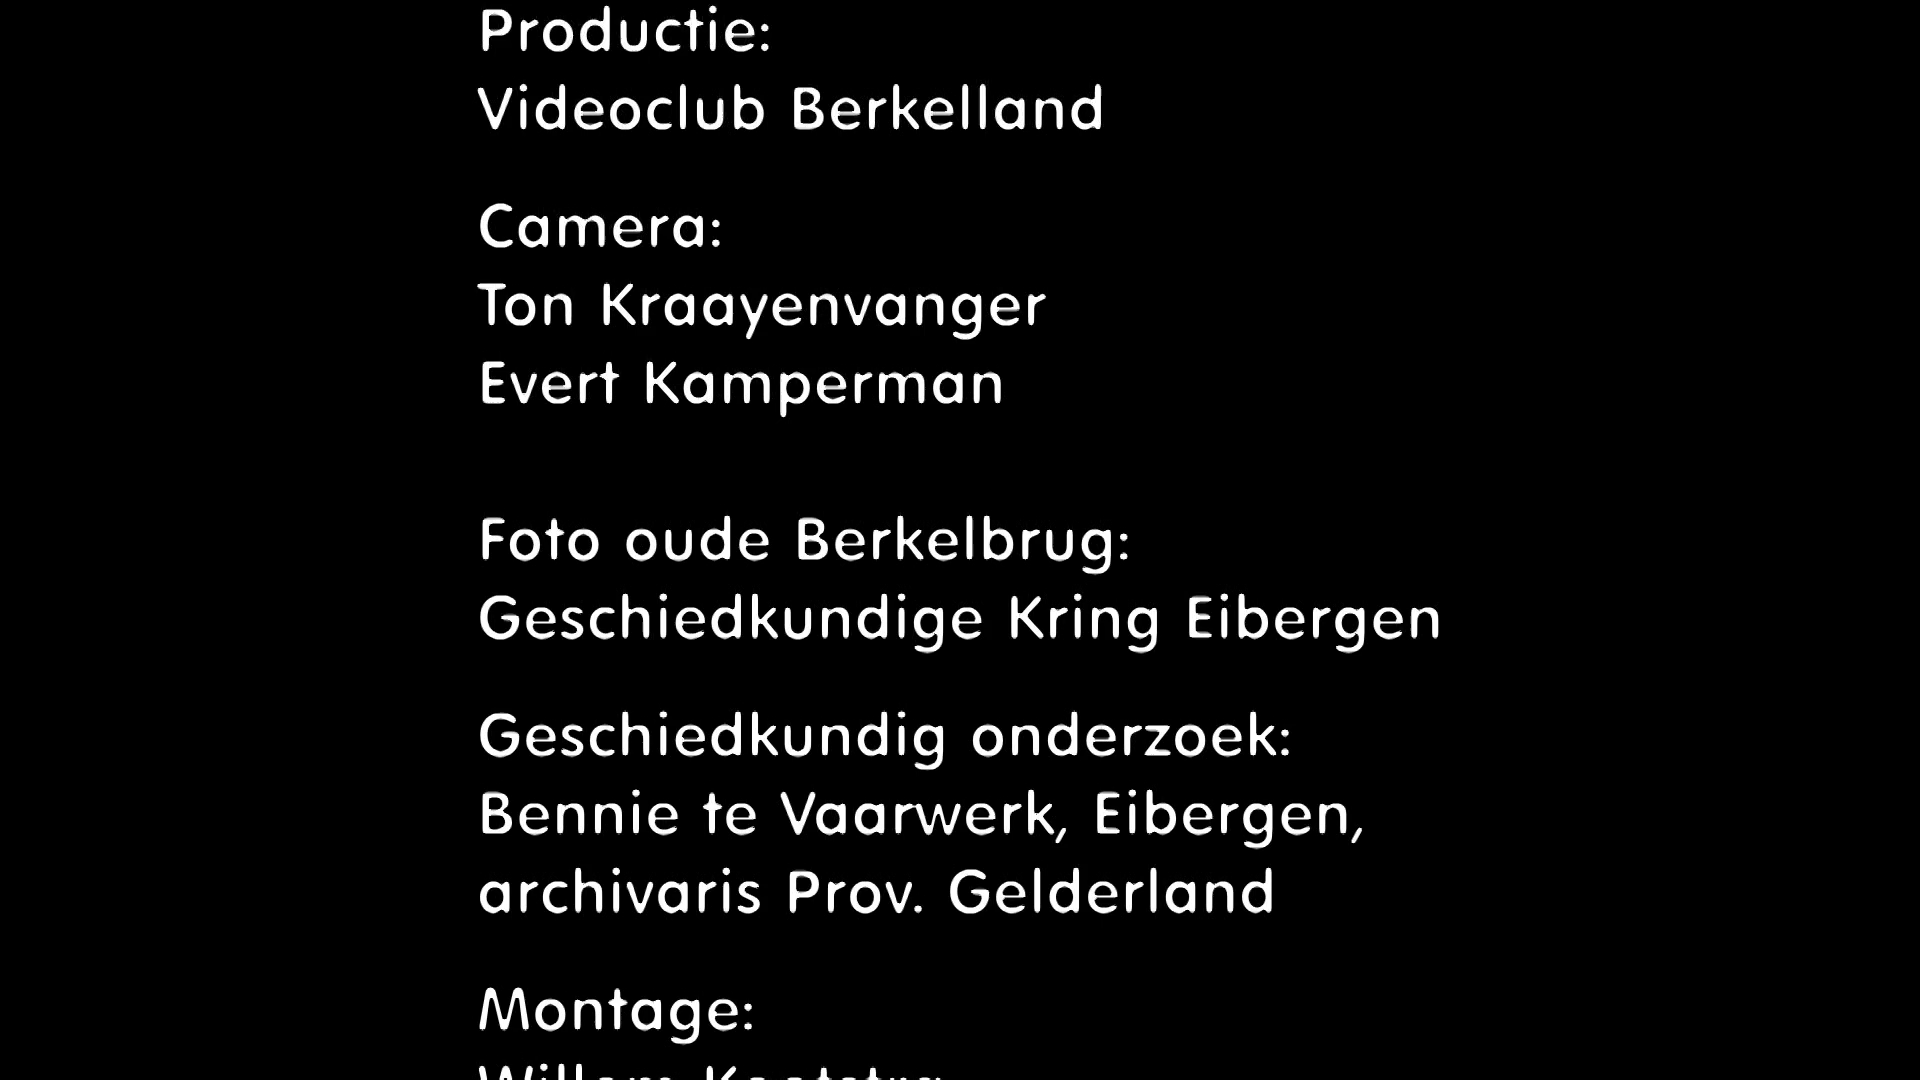 Productie:
Videoclub Berkelland
Camera:
Ton Kraayenvanger
Evert Kamperman
Foto oude Berkelbrug:
Geschiedkundige Kring Eibergen
Geschiedkundig onderzoek:
Bennie te Vaarwerk, Eibergen,
archivaris Prov. Gelderland
Montage:
Willem